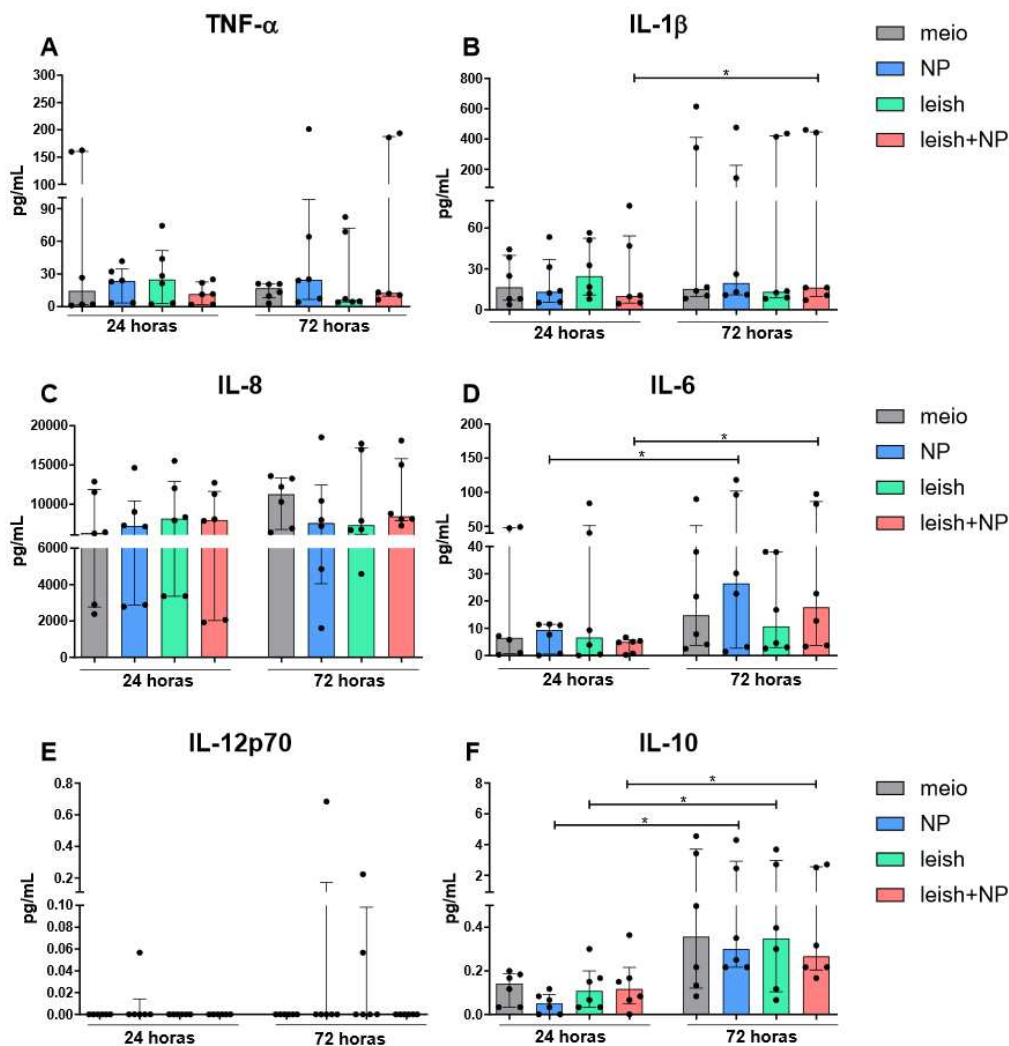 TNF-α
IL-1β
A
B
meio
NP
leish
leish+NP
pg/mL
300
250
200
150
100
90
60
30
0
24 horas
72 horas
pg/mL
800
600
400
200
60
30
0
*
24 horas
72 horas
IL-8
IL-6
C
D
meio
NP
leish
leish+NP
pg/mL
20000
15000
10000
6000
4000
2000
0
24 horas
72 horas
pg/mL
200
150
100
50
40
30
20
10
0
*
*
24 horas
72 horas
IL-12p70
IL-10
E
F
meio
NP
leish
leish+NP
pg/mL
0.8
0.6
0.4
0.2
0.10
0.08
0.06
0.04
0.02
0.00
24 horas
72 horas
pg/mL
8
6
4
2
0.4
0.2
0.0
*
*
*
24 horas
72 horas